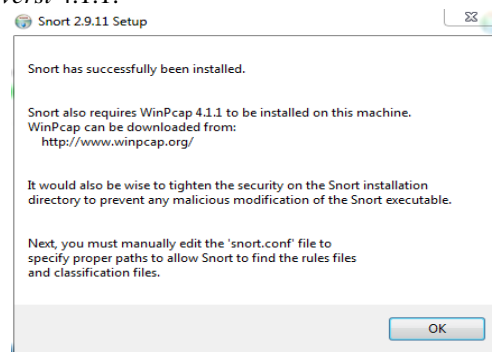 versi 4.1.1.
Snort 2.9.11 Setup
Snort has successfully been installed.
Snort also requires WinPcap 4.1.1 to be installed on this machine.
WinPcap can be downloaded from:
http://www.winpcap.org/
It would also be wise to tighten the security on the Snort installation
directory to prevent any malicious modification of the Snort executable.
Next, you must manually edit the 'snort.conf' file to
specify proper paths to allow Snort to find the rules files
and classification files.
OK